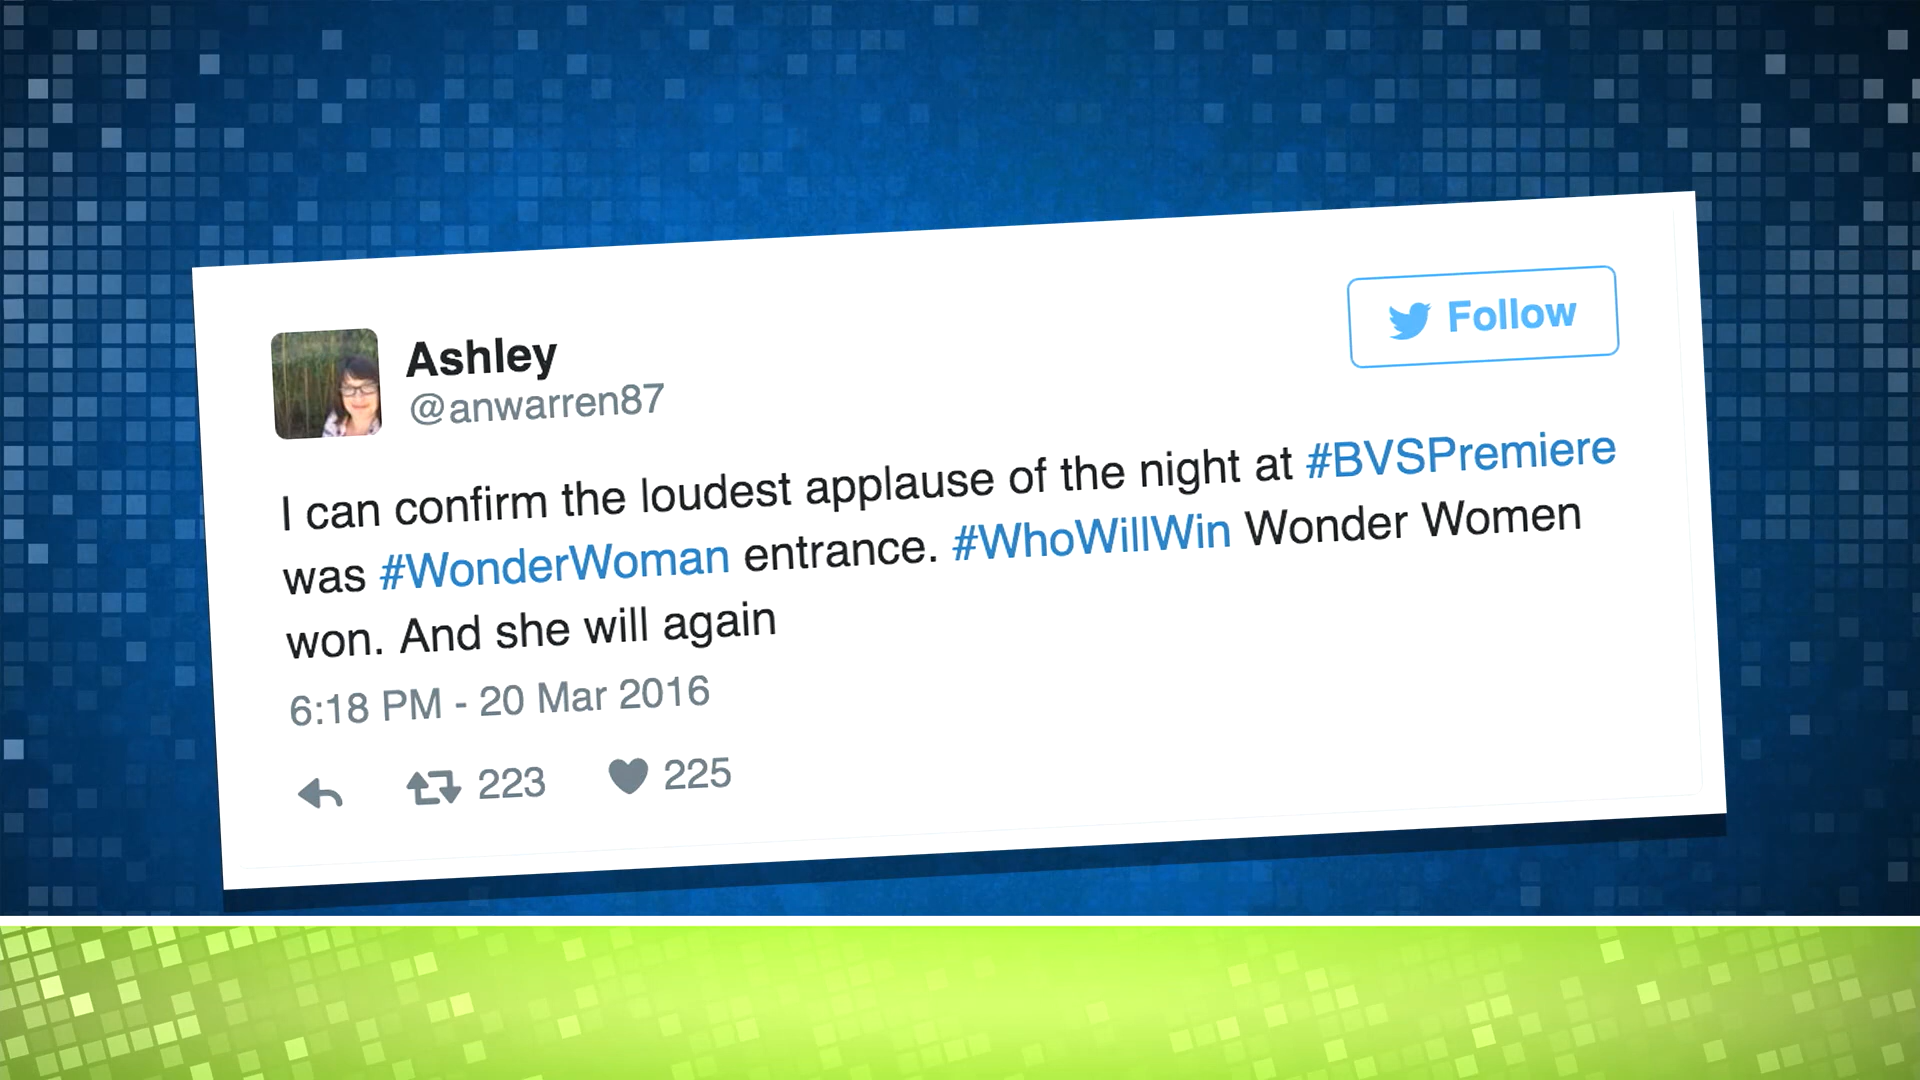 Ashley
@anwarren87
Follow
I can confirm the loudest applause of the night at #BVSPremiere
was #WonderWoman entrance. #WhoWillWin Wonder Women
won. And she will again
6:18 PM - 20 Mar 2016
223 225